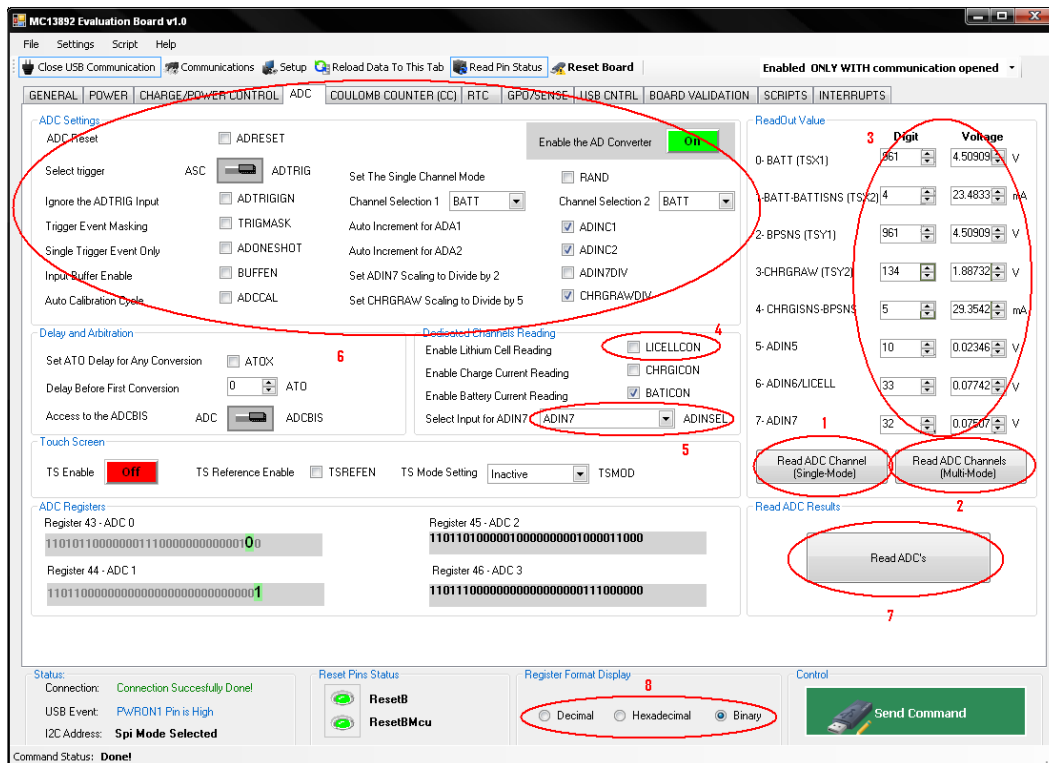 MC13892 Evaluation Board v1.0
File Settings Script Help
Close USB Communication Communications Setup Reload Data To This Tab Read Pin Status Reset Board Enabled ONLY WITH communication opened
GENERAL POWER CHARGE/POWER CONTROL ADC COULOMB COUNTER (CC) RTC GPO/SENSE USB CNTRL BOARD VALIDATION SCRIPTS INTERRUPTS
ADC Settings
ADC Reset ADRESET Enable the AD Converter On
Select trigger ASC ADTRIG Set The Single Channel Mode RAND
Ignore the ADTRIG Input ADTRIGIGN Channel Selection 1 BATT Channel Selection 2 BATT
Trigger Event Masking TRIGMASK Auto Increment for ADA1 ADINC1
Single Trigger Event Only ADONESHOT Auto Increment for ADA2 ADINC2
Input Buffer Enable BUFFEN Set ADIN7 Scaling to Divide by 2 ADIN7DIV
Auto Calibration Cycle ADCCAL Set CHRGRAW Scaling to Divide by 5 CHRGRAWDIV
ReadOut Value
3 Digit Voltage
0- BATT (TSX1) 961 4.50909 V
1-BATT-BATTISNS (TSX2) 4 23.4833 mA
2- BPSNS (TSY1) 961 4.50909 V
3-CHRGRAW (TSY2) 134 1.88732 V
4- CHRGISNS-BPSNS 5 29.3542 mA
5- ADIN5 10 0.02346 V
6- ADIN6/LICELL 33 0.07742 V
7- ADIN7 32 0.07507 V
1
Read ADC Channel (Single-Mode) Read ADC Channels (Multi-Mode)
2
Delay and Arbitration
6
Set ATO Delay for Any Conversion ATOX
Delay Before First Conversion 0 ATO
Access to the ADCBIS ADC ADCBIS
Dedicated Channels Reading
4
Enable Lithium Cell Reading LICELLCON
Enable Charge Current Reading CHRGICON
Enable Battery Current Reading BATICON
Select Input for ADIN7 ADIN7 ADINSEL
5
Touch Screen
TS Enable Off TS Reference Enable TSREFEN TS Mode Setting Inactive TSMOD
ADC Registers
Register 43 - ADC 0 Register 45 - ADC 2
Register 44 - ADC 1 Register 46 - ADC 3
Read ADC Results
Read ADC's
7
Status:
Connection: Connection Succesfully Done!
USB Event: PWRON1 Pin is High
I2C Address: Spi Mode Selected
Reset Pins Status
ResetB
ResetBMcu
Register Format Display
8
Decimal Hexadecimal Binary
Control
Send Command
Command Status: Done!